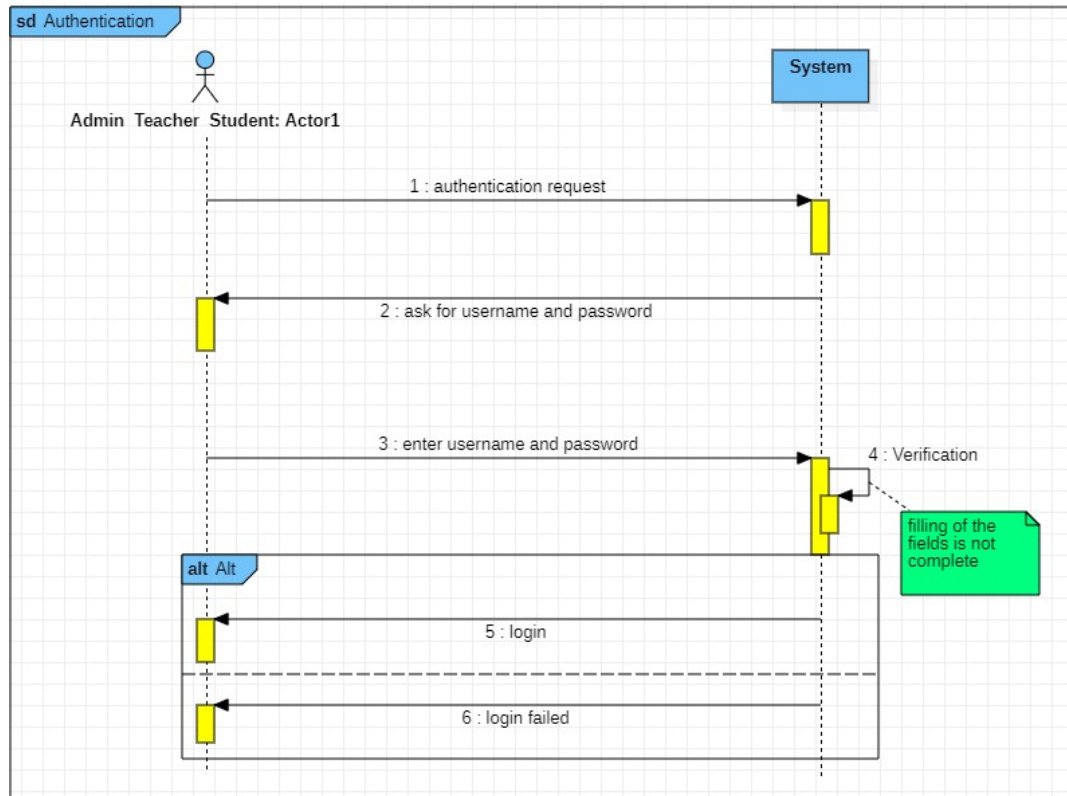 sd Authentication
System
Admin Teacher Student: Actor1
1 : authentication request
2 : ask for username and password
3 : enter username and password
4 : Verification
filling of the
fields is not
complete
alt Alt
5 : login
6 : login failed